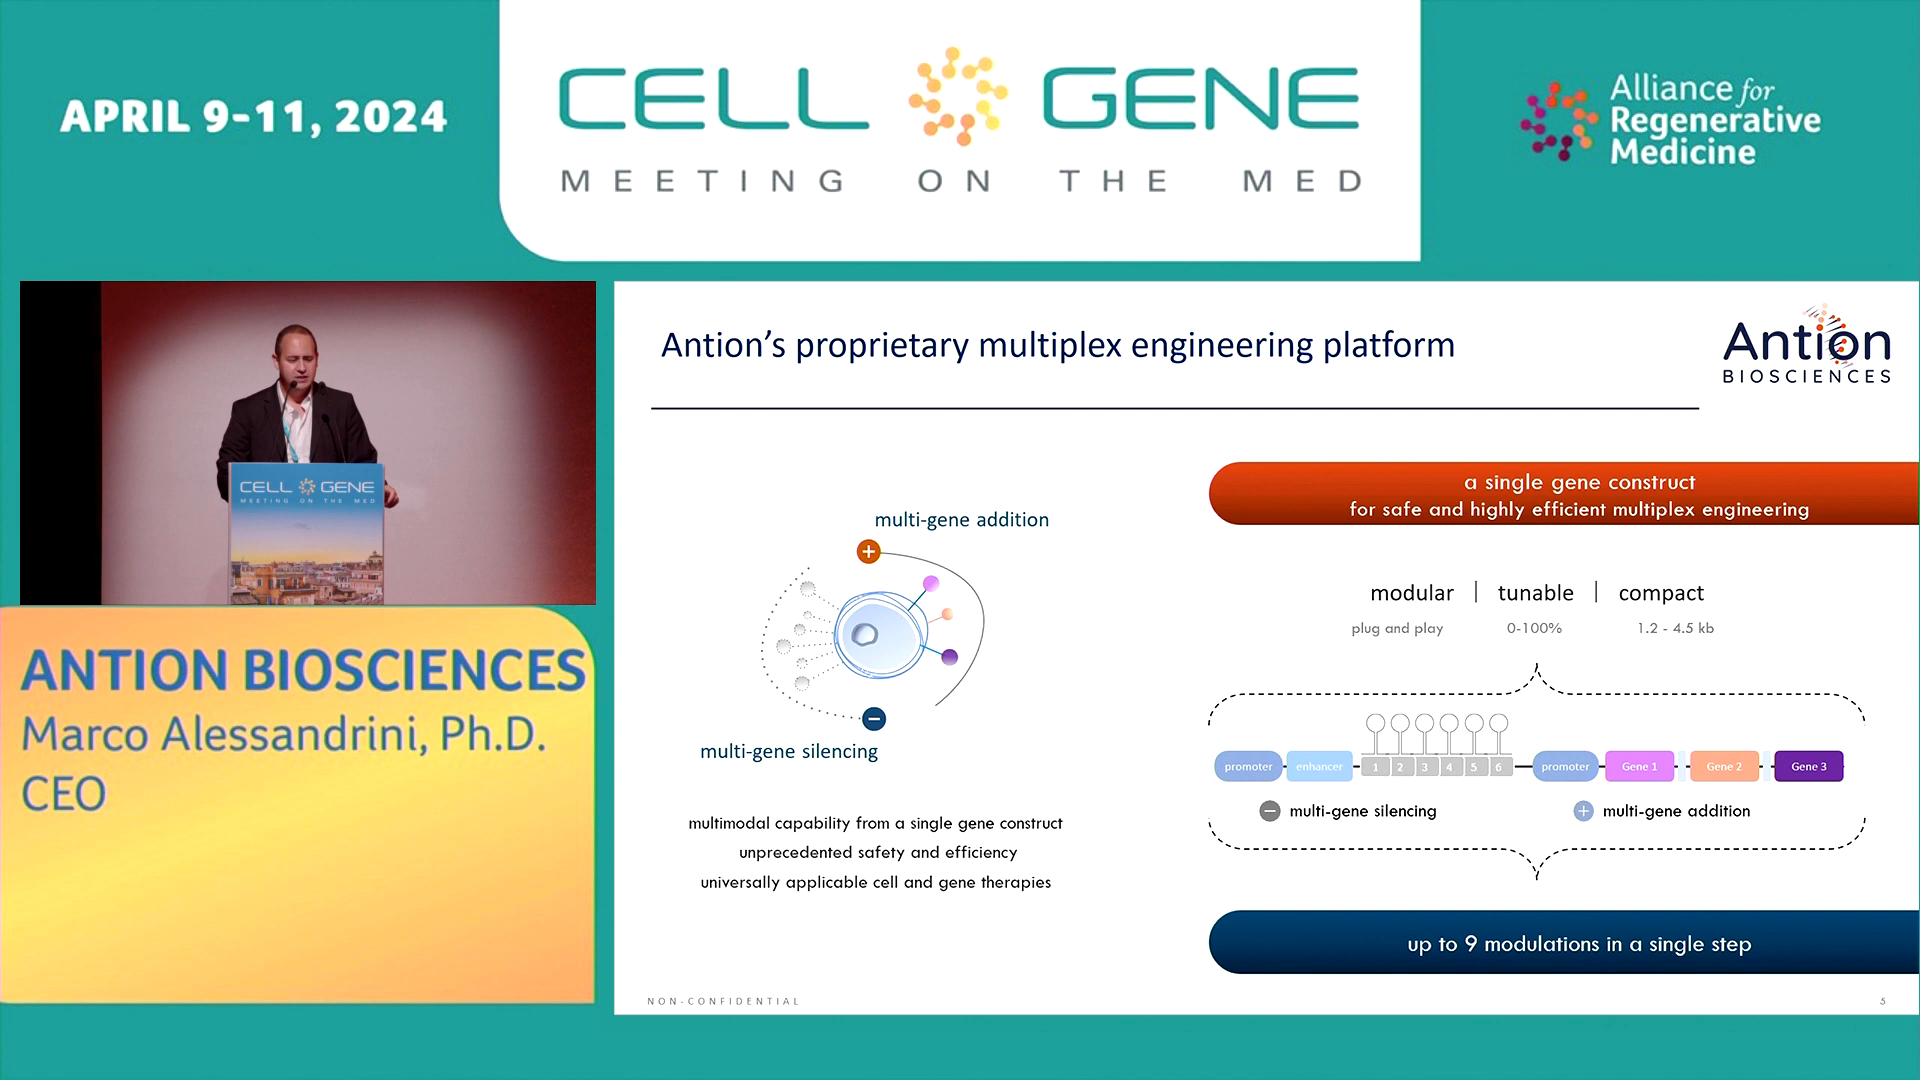 APRIL 9-11, 2024
CELL GENE
MEETING ON THE MED
Alliance for
Regenerative
Medicine
CELL GENE
MEETING ON THE MED
ANTION BIOSCIENCES
Marco Alessandrini, Ph.D.
CEO
Antion's proprietary multiplex engineering platform
Antion
BIOSCIENCES
multi-gene addition
+
−
multi-gene silencing
multimodal capability from a single gene construct
unprecedented safety and efficiency
universally applicable cell and gene therapies
a single gene construct
for safe and highly efficient multiplex engineering
modular | tunable | compact
plug and play 0-100% 1.2 - 4.5 kb
promoter enhancer 1 2 3 4 5 6 promoter Gene 1 Gene 2 Gene 3
− multi-gene silencing + multi-gene addition
up to 9 modulations in a single step
NON-CONFIDENTIAL
5